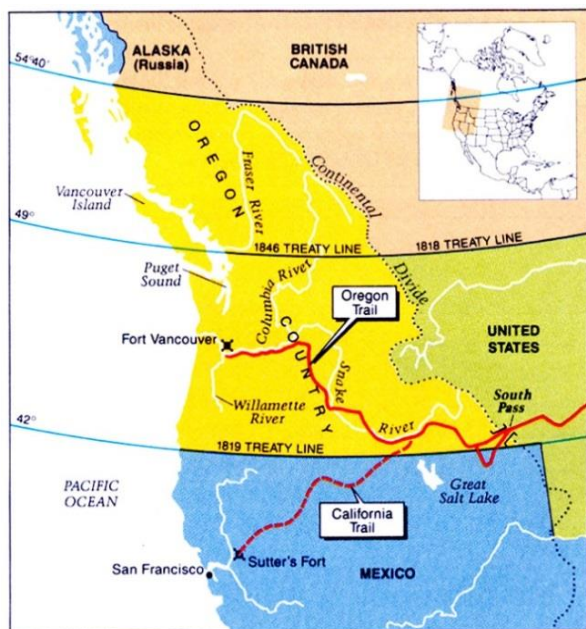 ALASKA
(Russia)
BRITISH
CANADA
54°40'
OREGON
Fraser River
Continental
Vancouver
Island
49°
1846 TREATY LINE
1818 TREATY LINE
Puget
Sound
Columbia River
Divide
Oregon
Trail
Fort Vancouver
COUNTRY
UNITED
STATES
Snake
River
South
Pass
Willamette
River
42°
1819 TREATY LINE
PACIFIC
OCEAN
Great
Salt Lake
California
Trail
San Francisco
Sutter's Fort
MEXICO